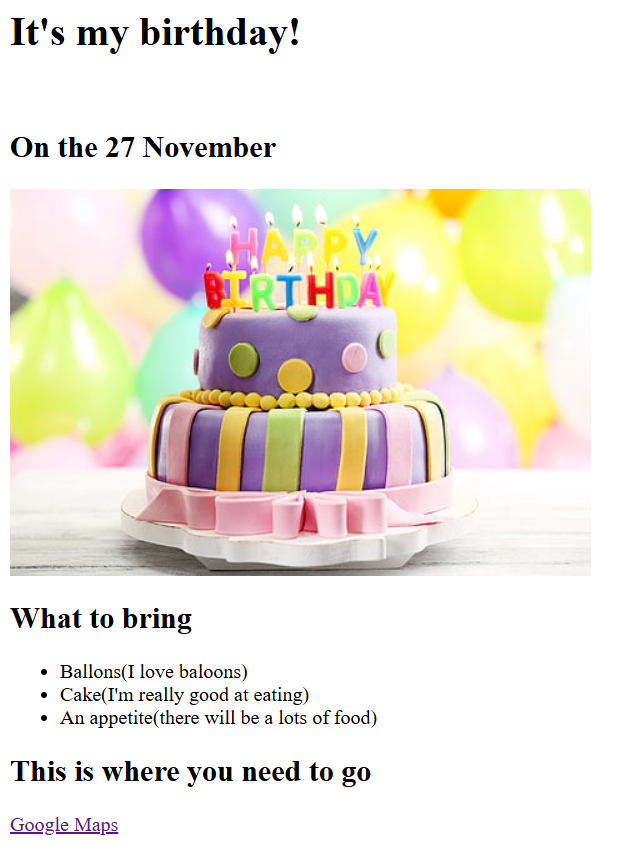 It's my birthday!
On the 27 November
HAPPY
BIRTHDAY
What to bring
Ballons(I love baloons)
Cake(I'm really good at eating)
An appetite(there will be a lots of food)
This is where you need to go
Google Maps